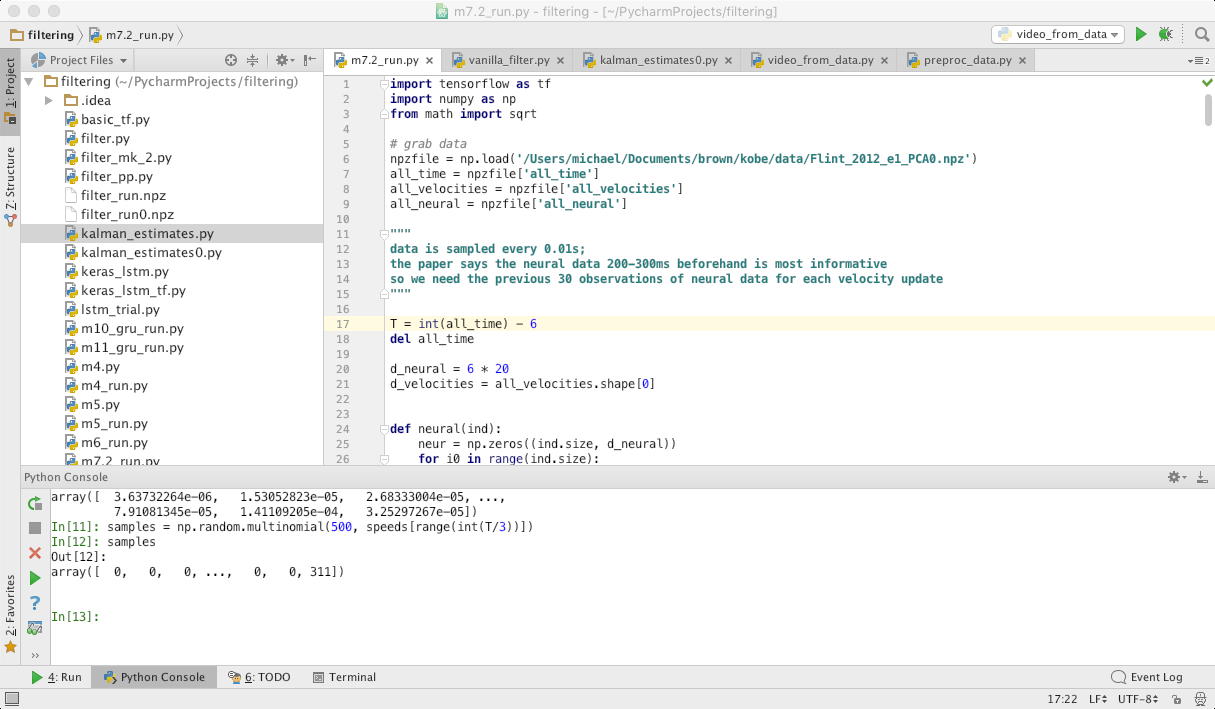 m7.2_run.py - filtering - [~/PycharmProjects/filtering]
filtering
m7.2_run.py
video_from_data
Project Files
m7.2_run.py
vanilla_filter.py
kalman_estimates0.py
video_from_data.py
preproc_data.py
2
1: Project
7: Structure
2: Favorites
filtering (~/PycharmProjects/filtering)
.idea
basic_tf.py
filter.py
filter_mk_2.py
filter_pp.py
filter_run.npz
filter_run0.npz
kalman_estimates.py
kalman_estimates0.py
keras_lstm.py
keras_lstm_tf.py
lstm_trial.py
m10_gru_run.py
m11_gru_run.py
m4.py
m4_run.py
m5.py
m5_run.py
m6_run.py
m7.2_run.py
1 import tensorflow as tf
2 import numpy as np
3 from math import sqrt
4
5 # grab data
6 npzfile = np.load('/Users/michael/Documents/brown/kobe/data/Flint_2012_e1_PCA0.npz')
7 all_time = npzfile['all_time']
8 all_velocities = npzfile['all_velocities']
9 all_neural = npzfile['all_neural']
10
11 """
12 data is sampled every 0.01s;
13 the paper says the neural data 200-300ms beforehand is most informative
14 so we need the previous 30 observations of neural data for each velocity update
15 """
16
17 T = int(all_time) - 6
18 del all_time
19
20 d_neural = 6 * 20
21 d_velocities = all_velocities.shape[0]
22
23
24 def neural(ind):
25 neur = np.zeros((ind.size, d_neural))
26 for i0 in range(ind.size):
Python Console
array([ 3.63732264e-06, 1.53052823e-05, 2.68333004e-05, ...,
7.91081345e-05, 1.41109205e-04, 3.25297267e-05])
In[11]: samples = np.random.multinomial(500, speeds[range(int(T/3))])
In[12]: samples
Out[12]:
array([ 0, 0, 0, ..., 0, 0, 311])
In[13]:
4: Run
Python Console
6: TODO
Terminal
Event Log
17:22
LF
UTF-8